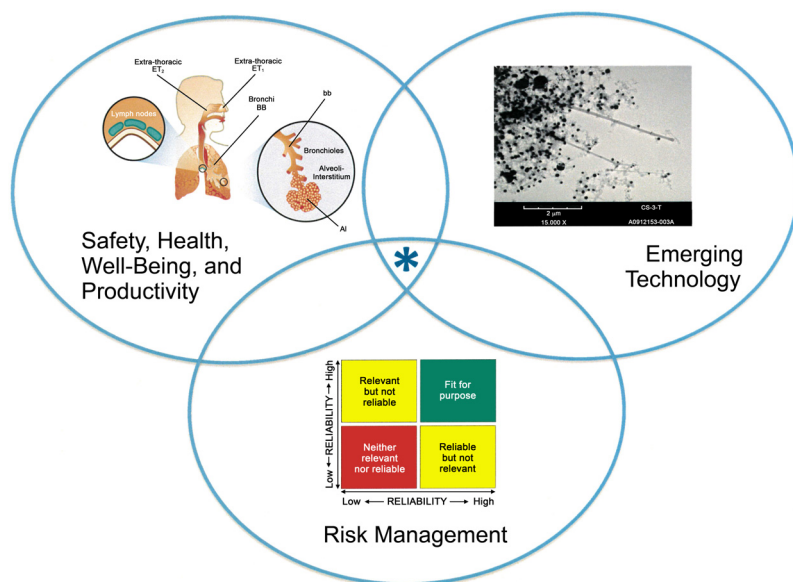 Extra-thoracic
ET₂
Extra-thoracic
ET₁
Bronchi
BB
Lymph nodes
bb
Bronchioles
Alveoli-
Interstitium
AI
Safety, Health,
Well-Being, and
Productivity
CS-3-T
2 µm
15.000 X
A0912153-003A
Emerging
Technology
*
Low ← RELIABILITY → High
Relevant
but not
reliable
Fit for
purpose
Neither
relevant
nor reliable
Reliable
but not
relevant
Low ← RELIABILITY → High
Risk Management